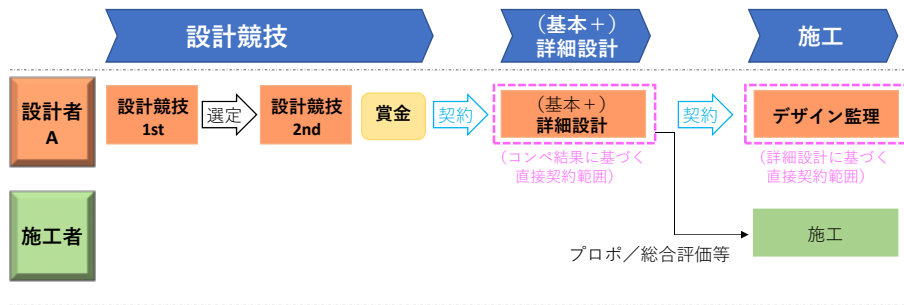 設計競技
（基本＋）
詳細設計
施工
設計者
A
設計競技
1st
選定
設計競技
2nd
賞金
契約
（基本＋）
詳細設計
契約
デザイン監理
（コンペ結果に基づく
直接契約範囲）
（詳細設計に基づく
直接契約範囲）
施工者
施工
プロポ／総合評価等